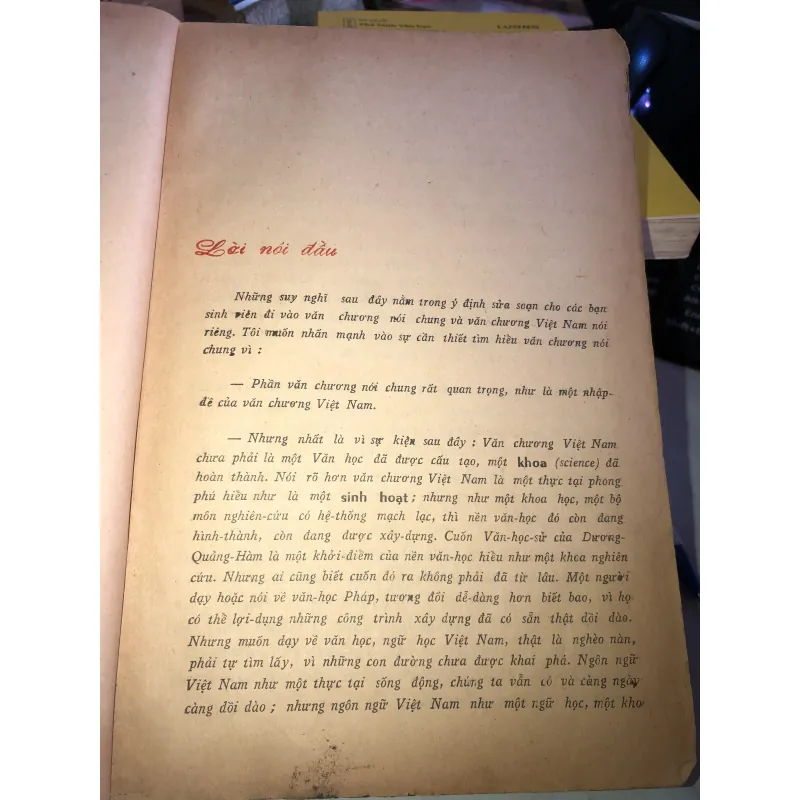 LUONG
Lời nói đầu
Những suy nghĩ sau đây nằm trong ý định sửa soạn cho các bạn
sinh viên đi vào văn chương nói chung và văn chương Việt Nam nói
riêng. Tôi muốn nhấn mạnh vào sự cần thiết tìm hiểu văn chương nói
chung vì :
— Phần văn chương nói chung rất quan trọng, như là một nhập-
đề của văn chương Việt Nam.
— Nhưng nhất là vì sự kiện sau đây : Văn chương Việt Nam
chưa phải là một Văn học đã được cấu tạo, một khoa (science) đã
hoàn thành. Nói rõ hơn văn chương Việt Nam là một thực tại phong
phú hiểu như là một sinh hoạt ; nhưng như một khoa học, một bộ
môn nghiên-cứu có hệ-thống mạch lạc, thì nền văn-học đó còn đang
hình-thành, còn đang được xây-dựng. Cuốn Văn-học-sử của Dương-
Quảng-Hàm là một khởi-điểm của nền văn-học hiểu như một khoa nghiên
cứu. Nhưng ai cũng biết cuốn đó ra không phải đã từ lâu. Một người
dạy hoặc nói về văn-học Pháp, tương đối dễ-dàng hơn biết bao, vì họ
có thể lợi-dụng những công trình xây dựng đã có sẵn thật dồi dào.
Nhưng muốn dạy về văn học, ngữ học Việt Nam, thật là nghèo nàn,
phải tự tìm lấy, vì những con đường chưa được khai phá. Ngôn ngữ
Việt Nam như một thực tại sống động, chúng ta vẫn có và càng ngày
càng dồi dào ; nhưng ngôn ngữ Việt Nam như một ngữ học, một kho